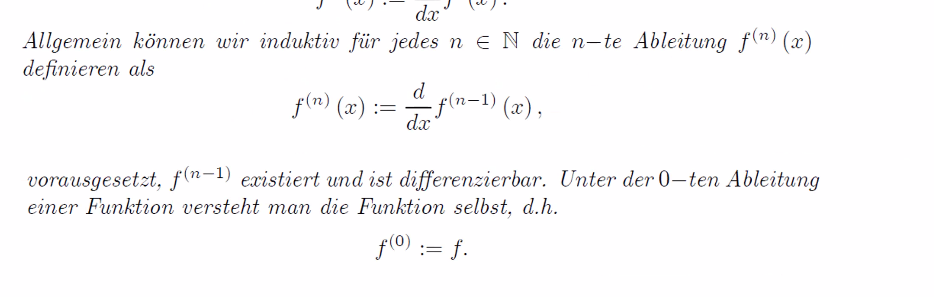 f (x) := d/dx f (x) .
Allgemein können wir induktiv für jedes n ∈ ℕ die n−te Ableitung f⁽ⁿ⁾ (x)
definieren als
f⁽ⁿ⁾ (x) := d/dx f⁽ⁿ⁻¹⁾ (x) ,
vorausgesetzt, f⁽ⁿ⁻¹⁾ existiert und ist differenzierbar. Unter der 0−ten Ableitung
einer Funktion versteht man die Funktion selbst, d.h.
f⁽⁰⁾ := f.